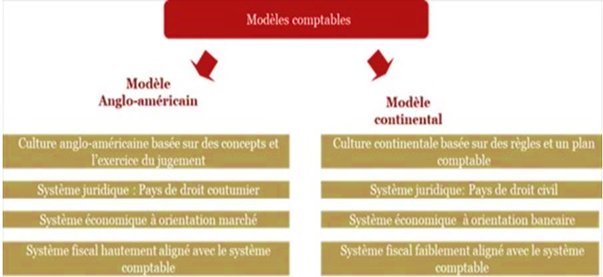 Modèles comptables
Modèle
Anglo-américain
Modèle
continental
Culture anglo-américaine basée sur des concepts et
l'exercice du jugement
Système juridique : Pays de droit coutumier
Système économique à orientation marché
Système fiscal hautement aligné avec le système
comptable
Culture continentale basée sur des règles et un plan
comptable
Système juridique: Pays de droit civil
Système économique à orientation bancaire
Système fiscal faiblement aligné avec le système
comptable